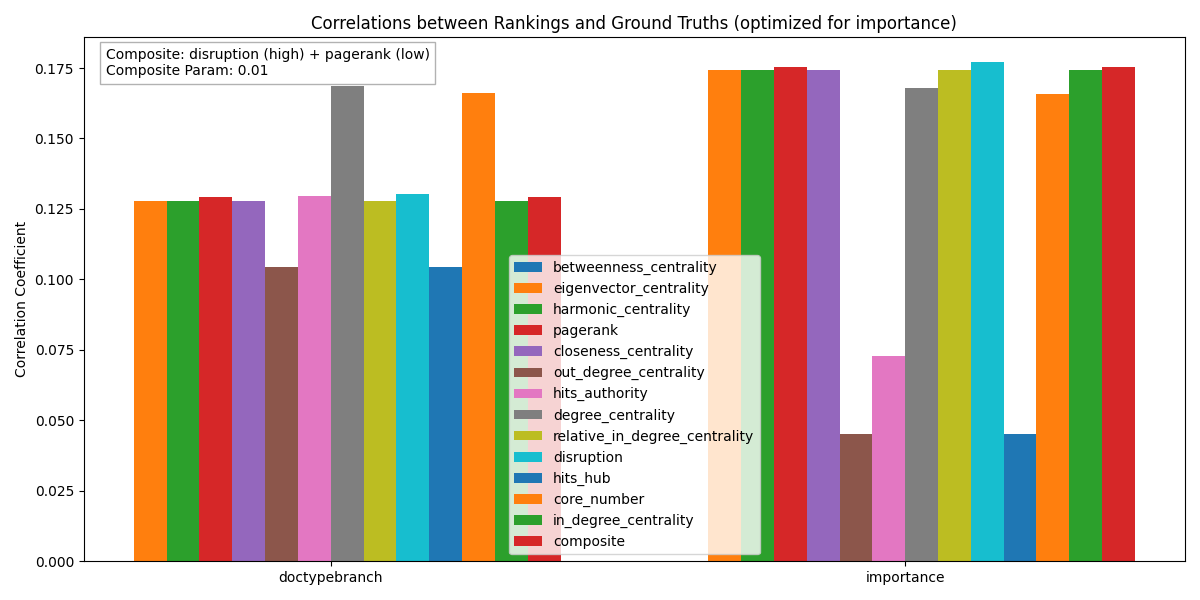 Correlations between Rankings and Ground Truths (optimized for importance)
Composite: disruption (high) + pagerank (low)
Composite Param: 0.01
Correlation Coefficient
0.175
0.150
0.125
0.100
0.075
0.050
0.025
0.000
betweenness_centrality
eigenvector_centrality
harmonic_centrality
pagerank
closeness_centrality
out_degree_centrality
hits_authority
degree_centrality
relative_in_degree_centrality
disruption
hits_hub
core_number
in_degree_centrality
composite
doctypebranch
importance